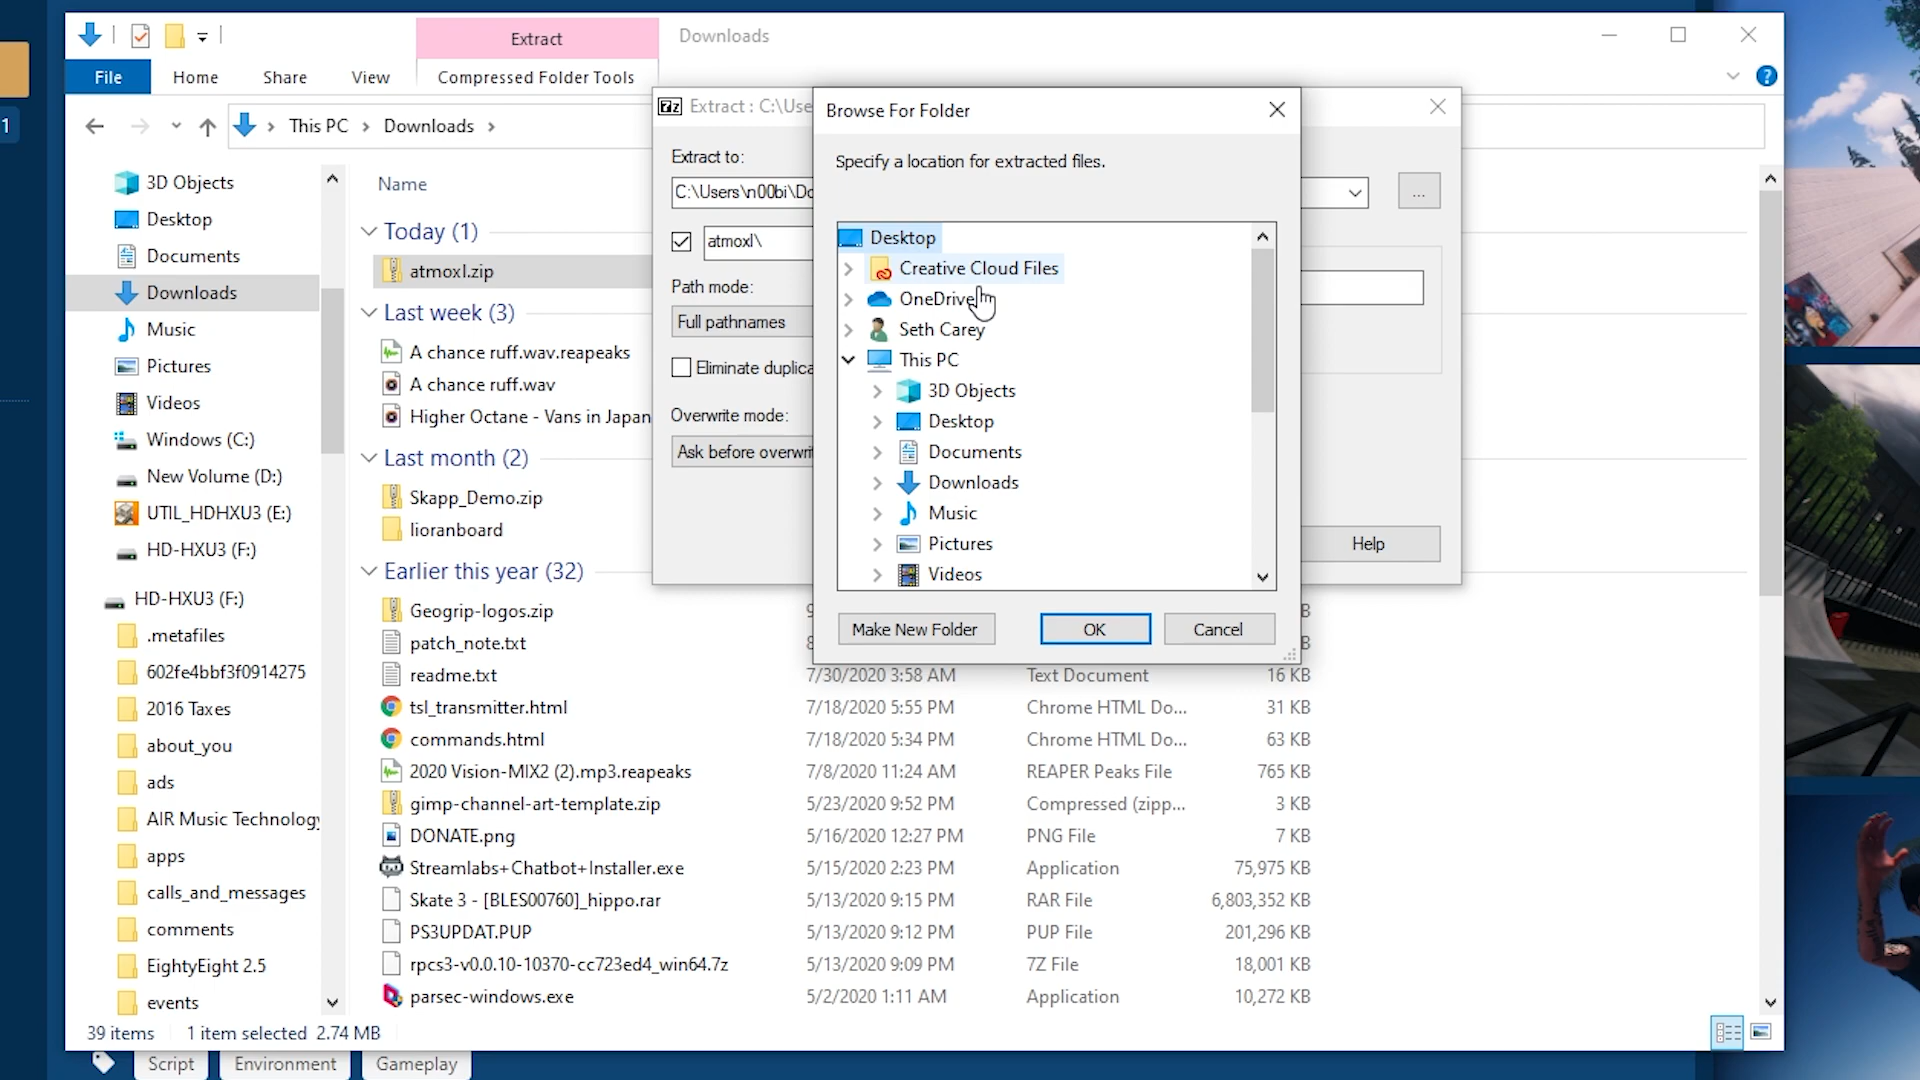 Extract
Downloads
File
Home
Share
View
Compressed Folder Tools
?
1
This PC
Downloads
3D Objects
Desktop
Documents
Downloads
Music
Pictures
Videos
Windows (C:)
New Volume (D:)
UTIL_HDHXU3 (E:)
HD-HXU3 (F:)
HD-HXU3 (F:)
.metafiles
602fe4bbf3f0914275
2016 Taxes
about_you
ads
AIR Music Technology
apps
calls_and_messages
comments
EightyEight 2.5
events
Name
Today (1)
atmoxl.zip
Last week (3)
A chance ruff.wav.reapeaks
A chance ruff.wav
Higher Octane - Vans in Japan
Last month (2)
Skapp_Demo.zip
lioranboard
Earlier this year (32)
Geogrip-logos.zip
patch_note.txt
readme.txt 7/30/2020 3:58 AM Text Document 16 KB
tsl_transmitter.html 7/18/2020 5:55 PM Chrome HTML Do... 31 KB
commands.html 7/18/2020 5:34 PM Chrome HTML Do... 63 KB
2020 Vision-MIX2 (2).mp3.reapeaks 7/8/2020 11:24 AM REAPER Peaks File 765 KB
gimp-channel-art-template.zip 5/23/2020 9:52 PM Compressed (zipp... 3 KB
DONATE.png 5/16/2020 12:27 PM PNG File 7 KB
Streamlabs+Chatbot+Installer.exe 5/15/2020 2:23 PM Application 75,975 KB
Skate 3 - [BLES00760]_hippo.rar 5/13/2020 9:15 PM RAR File 6,803,352 KB
PS3UPDAT.PUP 5/13/2020 9:12 PM PUP File 201,296 KB
rpcs3-v0.0.10-10370-cc723ed4_win64.7z 5/13/2020 9:09 PM 7Z File 18,001 KB
parsec-windows.exe 5/2/2020 1:11 AM Application 10,272 KB
39 items 1 item selected 2.74 MB
7z Extract : C:\Use
Extract to:
C:\Users\n00bi\Do
...
atmoxl\
Path mode:
Full pathnames
Eliminate duplica
Overwrite mode:
Ask before overwrit
Help
Browse For Folder
Specify a location for extracted files.
Desktop
Creative Cloud Files
OneDrive
Seth Carey
This PC
3D Objects
Desktop
Documents
Downloads
Music
Pictures
Videos
Make New Folder
OK
Cancel
Script
Environment
Gameplay